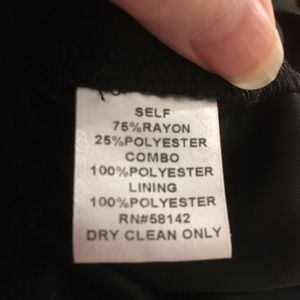 SELF
75%RAYON
25%POLYESTER
COMBO
100%POLYESTER
LINING
100%POLYESTER
RN#58142
DRY CLEAN ONLY